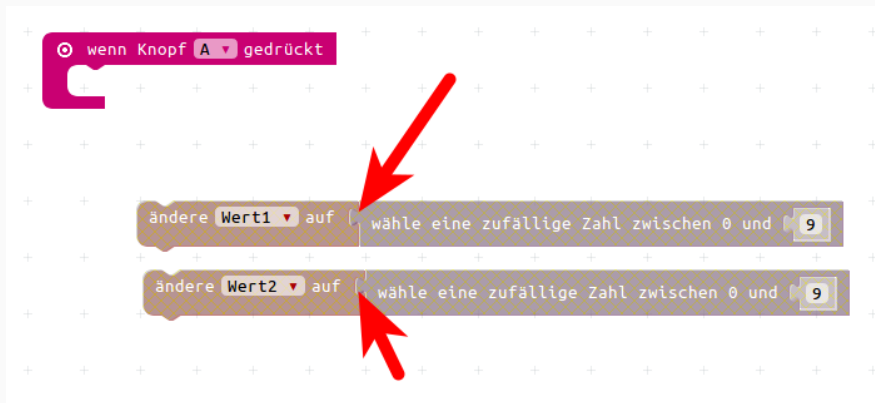 wenn Knopf A ▼ gedrückt
ändere Wert1 ▼ auf wähle eine zufällige Zahl zwischen 0 und 9
ändere Wert2 ▼ auf wähle eine zufällige Zahl zwischen 0 und 9